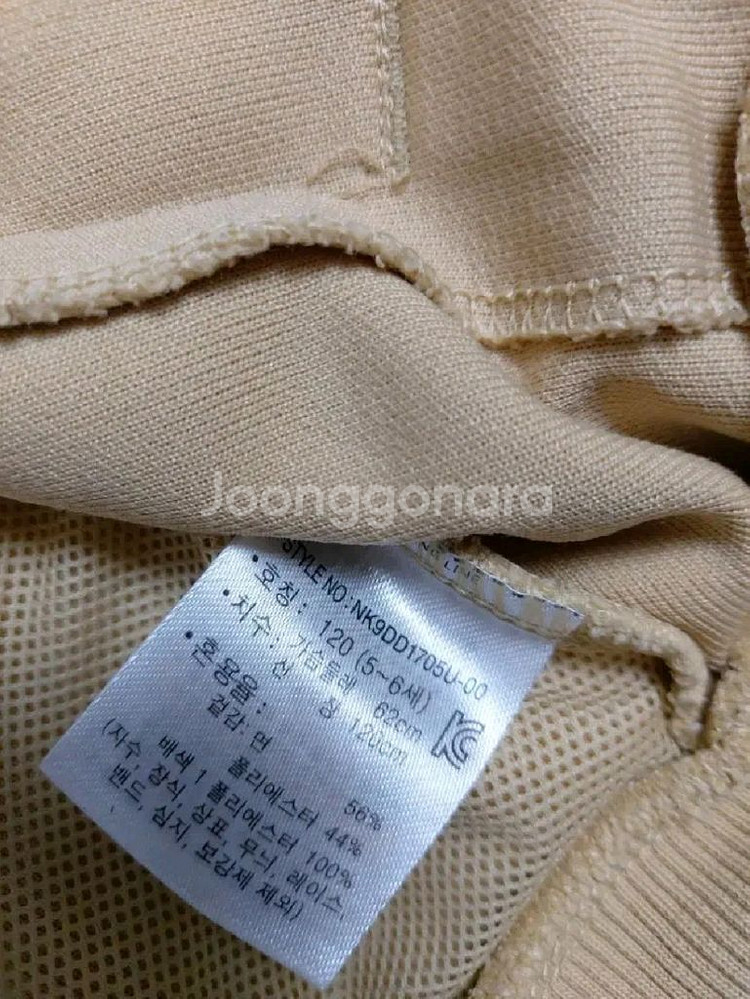 Joonggonara
STYLE NO : NK9DD1705U-00
• 호칭 : 120 (5~6세)
• 치수 : 가슴둘레 62cm
신 장 120cm
• 혼용율 :
겉감: 면 56%
폴리에스터 44%
배색 1 폴리에스터 100%
(자수, 장식, 상표, 무늬, 레이스,
밴드, 심지, 보강재 제외)